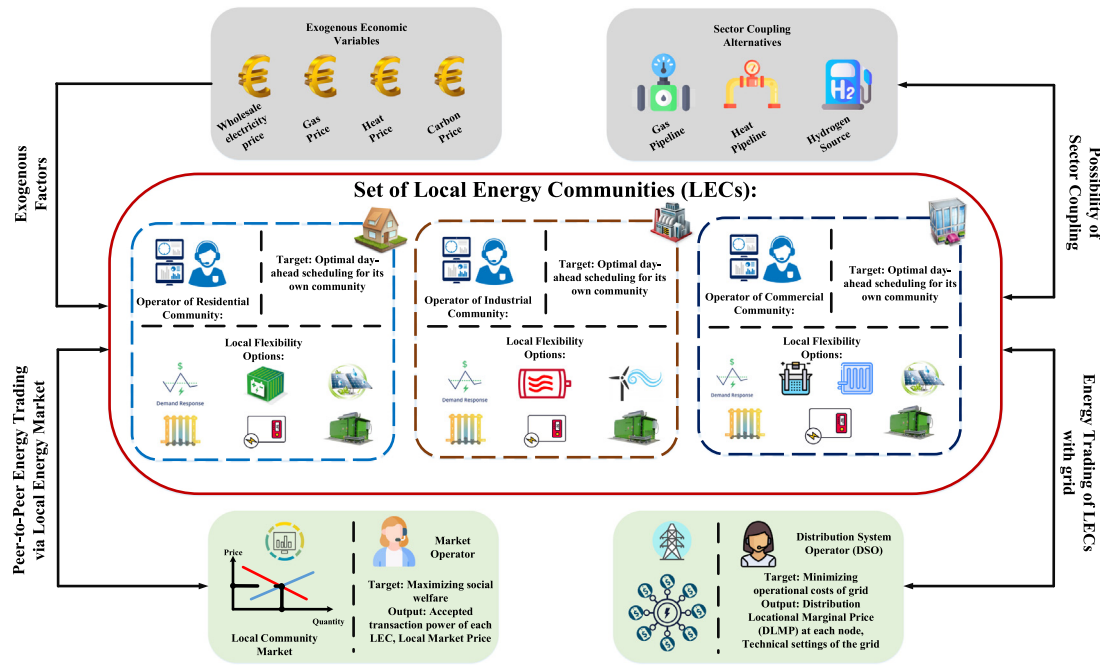 Exogenous Economic
Variables
Wholesale
electricity
price
Gas
Price
Heat
Price
Carbon
Price
Sector Coupling
Alternatives
H2
Gas
Pipeline
Heat
Pipeline
Hydrogen
Source
Exogenous
Factors
Possibility of
Sector Coupling
Set of Local Energy Communities (LECs):
Operator of Residential
Community:
Target: Optimal day-
ahead scheduling for its
own community
Local Flexibility
Options:
$
Demand Response
Operator of Industrial
Community:
Target: Optimal day-
ahead scheduling for its
own community
Local Flexibility
Options:
$
Demand Response
Operator of Commercial
Community:
Target: Optimal day-
ahead scheduling for its
own community
Local Flexibility
Options:
$
Demand Response
Peer-to-Peer Energy Trading
via Local Energy Market
Energy Trading of LECs
with grid
Price
Quantity
Local Community
Market
Market
Operator
Target: Maximizing social
welfare
Output: Accepted
transaction power of each
LEC, Local Market Price
Distribution System
Operator (DSO)
Target: Minimizing
operational costs of grid
Output: Distribution
Locational Marginal Price
(DLMP) at each node,
Technical settings of the grid